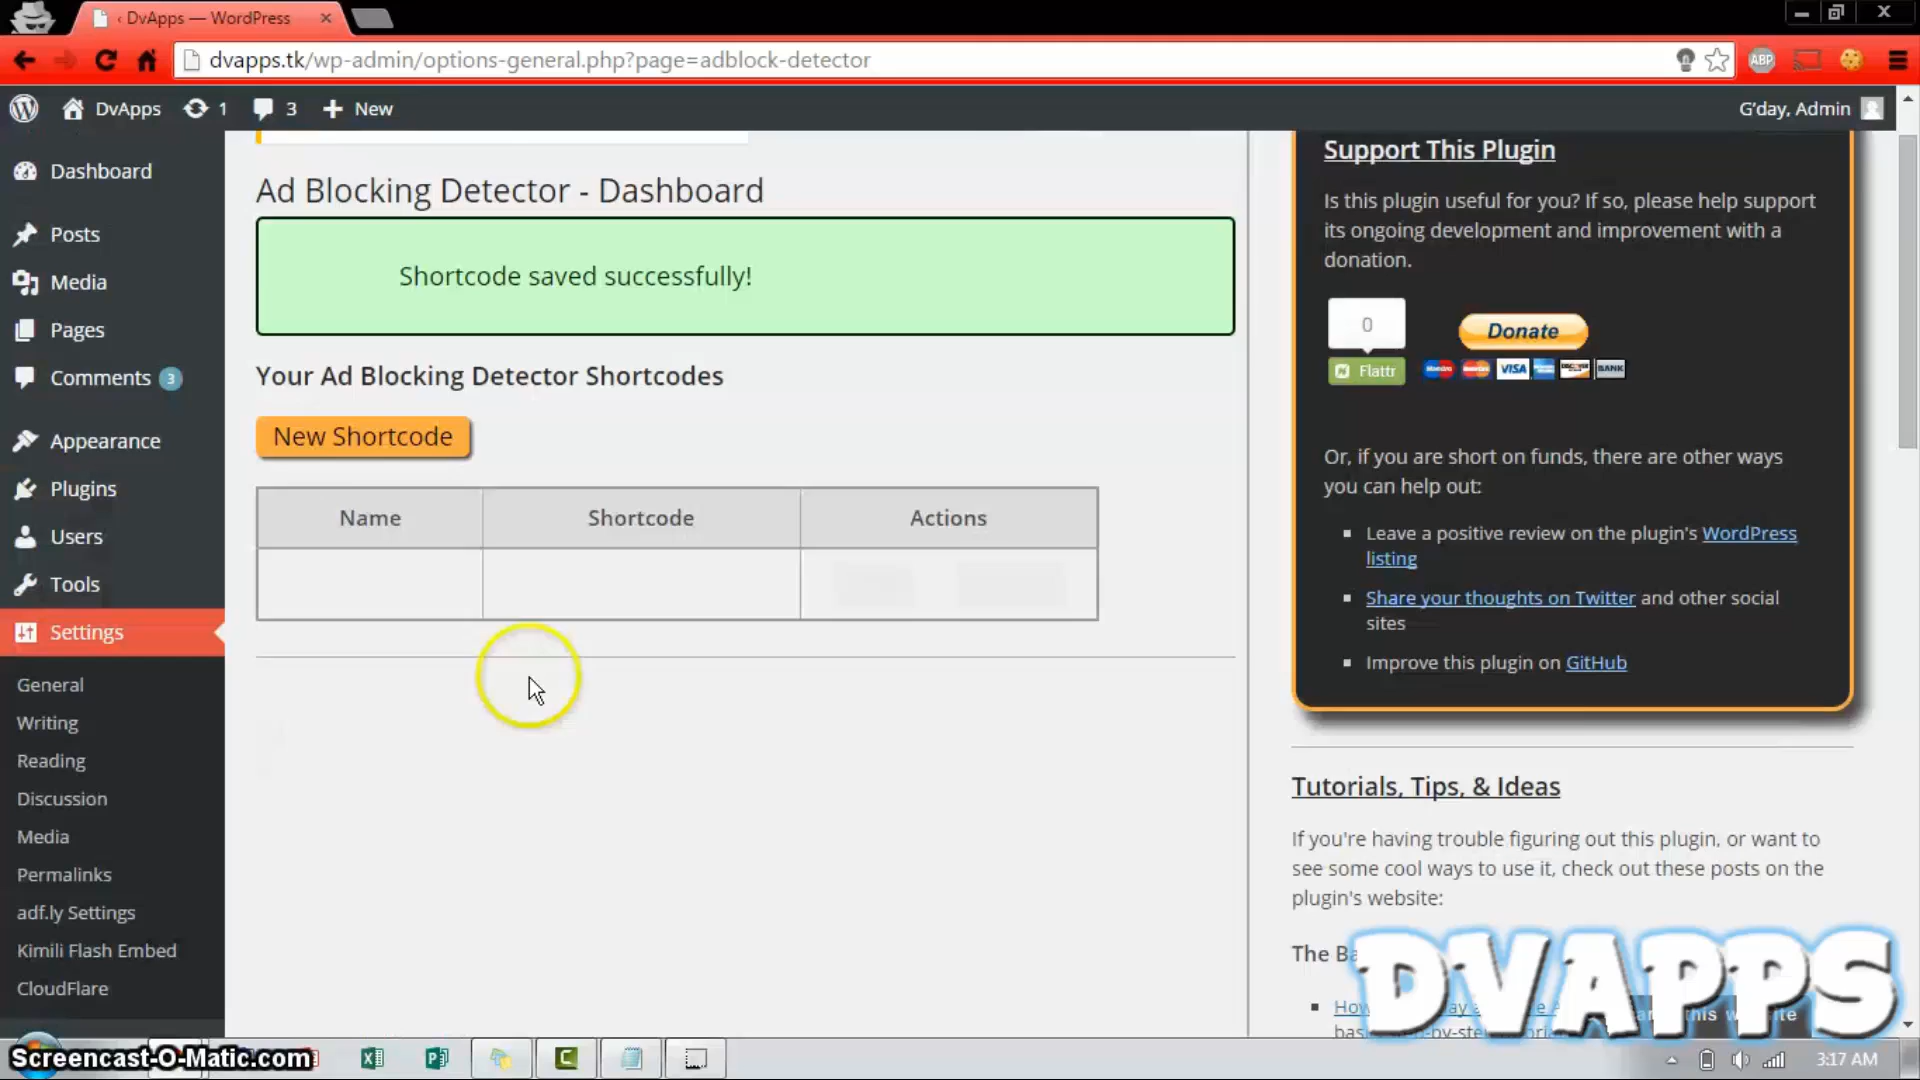 ‹ DvApps — WordPress
dvapps.tk/wp-admin/options-general.php?page=adblock-detector
ABP
DvApps 1 3 New
G'day, Admin
Dashboard
Posts
Media
Pages
Comments 3
Appearance
Plugins
Users
Tools
Settings
General
Writing
Reading
Discussion
Media
Permalinks
adf.ly Settings
Kimili Flash Embed
CloudFlare
Ad Blocking Detector - Dashboard
Shortcode saved successfully!
Your Ad Blocking Detector Shortcodes
New Shortcode
Name Shortcode Actions
Support This Plugin
Is this plugin useful for you? If so, please help support
its ongoing development and improvement with a
donation.
0
Flattr
Donate
VISA
BANK
Or, if you are short on funds, there are other ways
you can help out:
Leave a positive review on the plugin's WordPress
listing
Share your thoughts on Twitter and other social
sites
Improve this plugin on GitHub
Tutorials, Tips, & Ideas
If you're having trouble figuring out this plugin, or want to
see some cool ways to use it, check out these posts on the
plugin's website:
The
DVAPPS
Screencast-O-Matic.com
3:17 AM